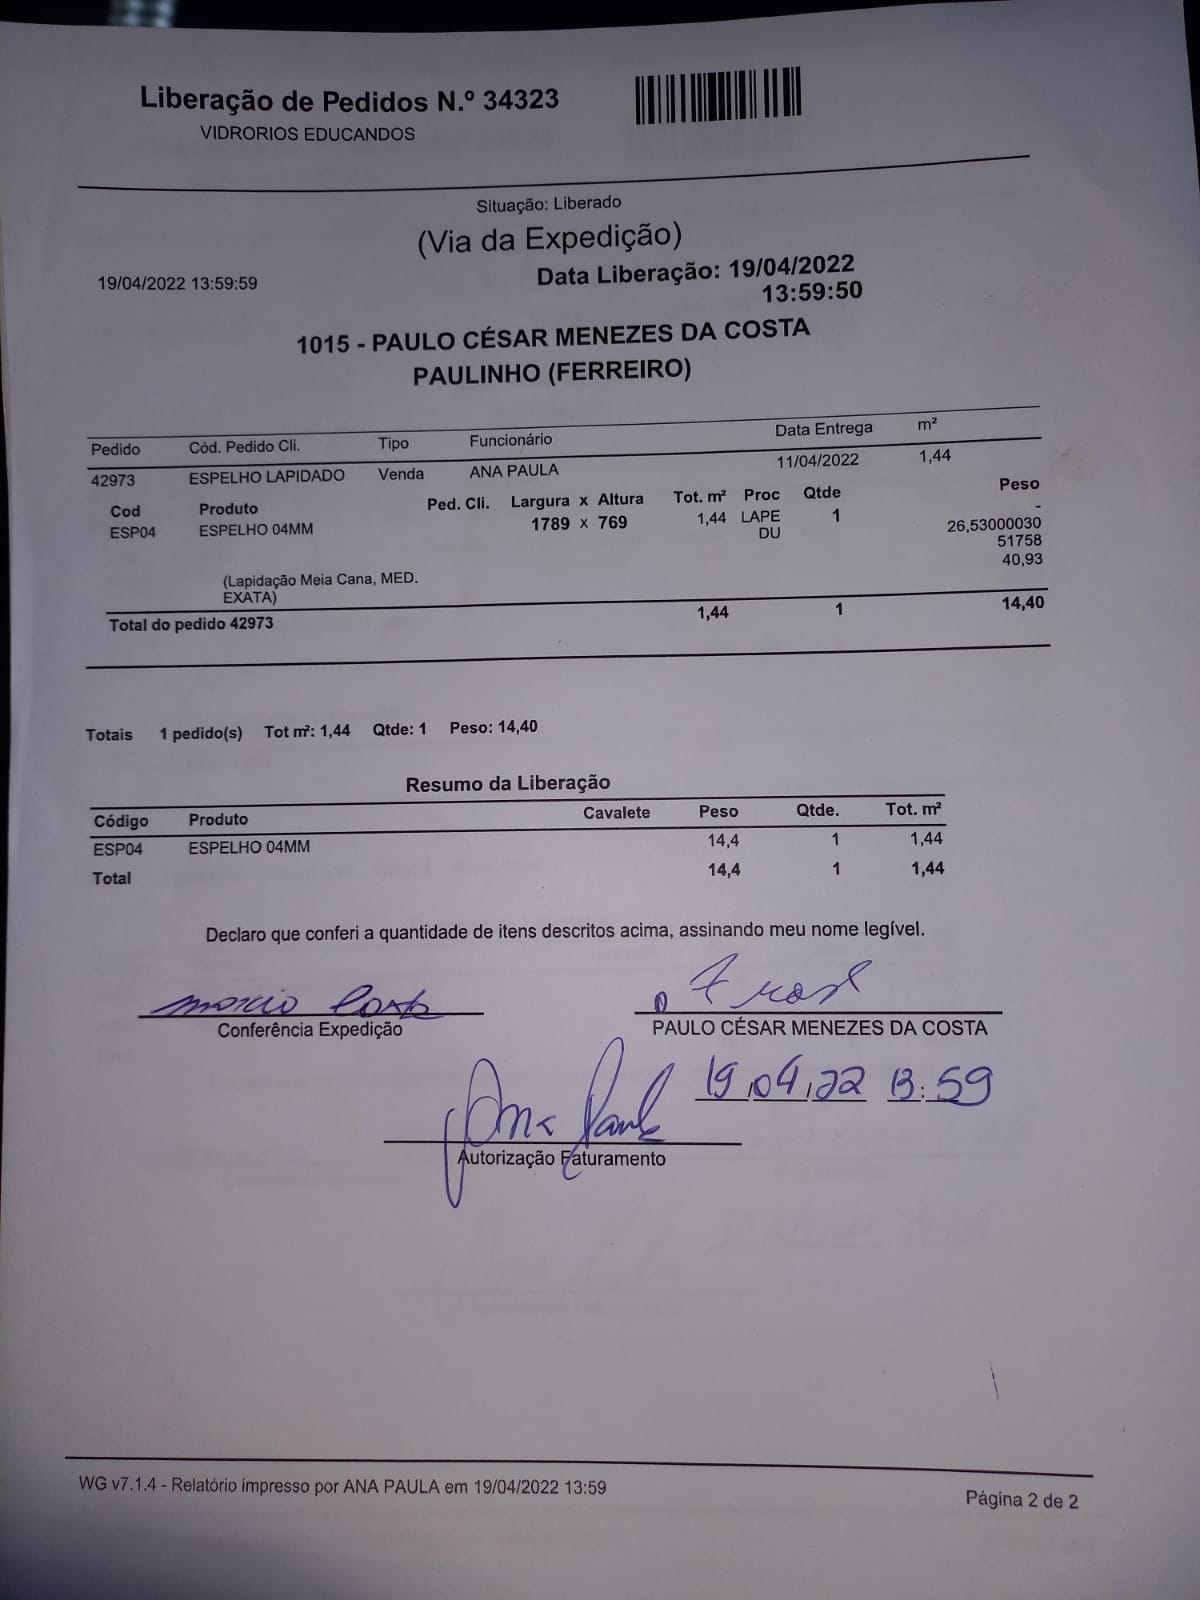 Liberação de Pedidos N.º 34323
VIDRORIOS EDUCANDOS
Situação: Liberado
(Via da Expedição)
19/04/2022 13:59:59
Data Liberação: 19/04/2022
13:59:50
1015 - PAULO CÉSAR MENEZES DA COSTA
PAULINHO (FERREIRO)
Pedido Cód. Pedido Cli. Tipo Funcionário Data Entrega m²
42973 ESPELHO LAPIDADO Venda ANA PAULA 11/04/2022 1,44
Cod Produto Ped. Cli. Largura x Altura Tot. m² Proc Qtde Peso
ESP04 ESPELHO 04MM 1789 x 769 1,44 LAPE 1 -
DU 26,53000030
51758
40,93
(Lapidação Meia Cana, MED.
EXATA)
Total do pedido 42973 1,44 1 14,40
Totais 1 pedido(s) Tot m²: 1,44 Qtde: 1 Peso: 14,40
Resumo da Liberação
Código Produto Cavalete Peso Qtde. Tot. m²
ESP04 ESPELHO 04MM 14,4 1 1,44
Total 14,4 1 1,44
Declaro que conferi a quantidade de itens descritos acima, assinando meu nome legível.
marcio Costa
Conferência Expedição PAULO CÉSAR MENEZES DA COSTA
19,04,22 13:59
Ana Paula
Autorização Faturamento
WG v7.1.4 - Relatório impresso por ANA PAULA em 19/04/2022 13:59
Página 2 de 2